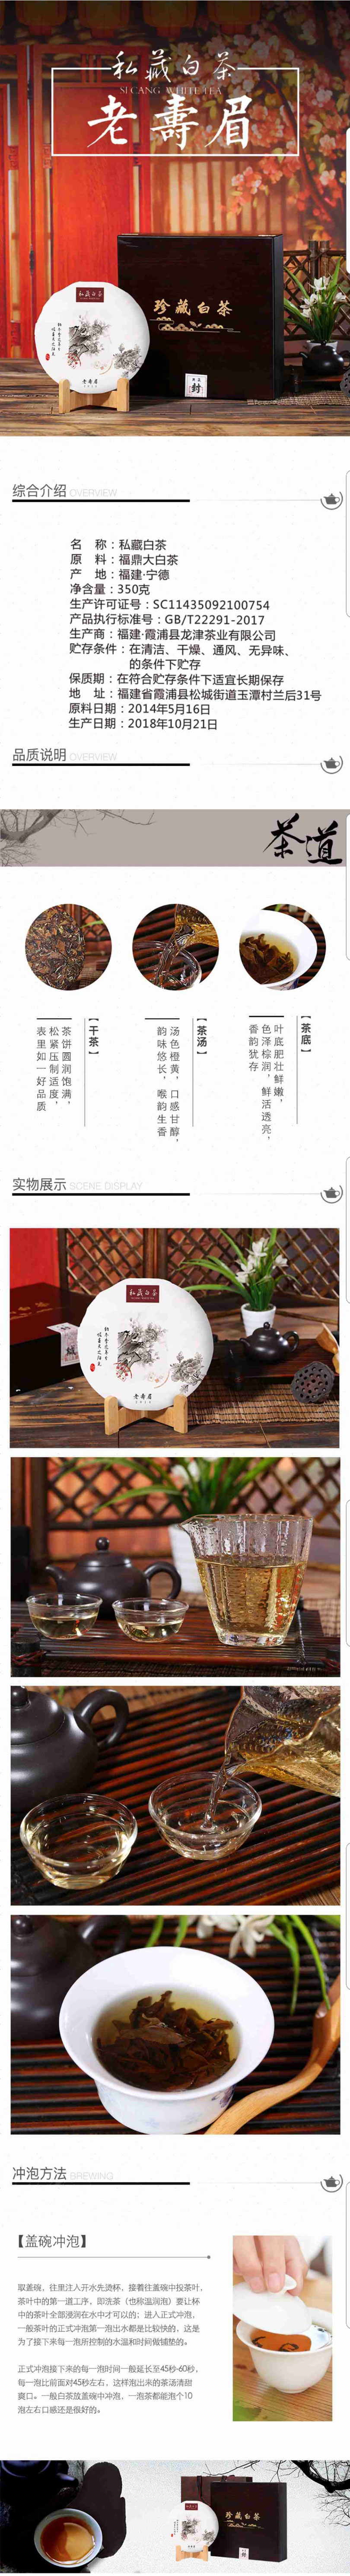 私藏白茶
SI CANG WHITE TEA
老壽眉
私藏白茶
老壽眉
珍藏白茶
封
综合介绍 OVERVIEW
名 称：私藏白茶
原 料：福鼎大白茶
产 地：福建·宁德
净含量：350克
生产许可证号：SC11435092100754
产品执行标准号：GB/T22291-2017
生产商：福建·霞浦县龙津茶业有限公司
贮存条件：在清洁、干燥、通风、无异味、
的条件下贮存
保质期：在符合贮存条件下适宜长期保存
地 址：福建省霞浦县松城街道玉潭村兰后31号
原料日期：2014年5月16日
生产日期：2018年10月21日
品质说明 OVERVIEW
茶道
【干茶】
茶饼圆润饱满，
松紧压制适度，
表里如一好品质
【茶汤】
汤色橙黄，口感甘醇，
韵味悠长，喉韵生香
【茶底】
叶底肥壮鲜嫩，
色泽棕润，鲜活透亮，
香韵犹存
实物展示 SCENE DISPLAY
私藏白茶
老壽眉
冲泡方法 BREWING
【盖碗冲泡】
取盖碗，往里注入开水先烫杯，接着往盖碗中投茶叶，
茶叶中的第一道工序，即洗茶（也称温润泡）要让杯
中的茶叶全部浸润在水中才可以的；进入正式冲泡，
一般茶叶的正式冲泡第一泡出水都是比较快的，这是
为了接下来每一泡所控制的水温和时间做铺垫的。
正式冲泡接下来的每一泡时间一般延长至45秒-60秒，
每一泡比前面对45秒左右，这样泡出来的茶汤清甜
爽口。一般白茶放盖碗中冲泡，一泡茶都能泡个10
泡左右口感还是很好的。
珍藏白茶